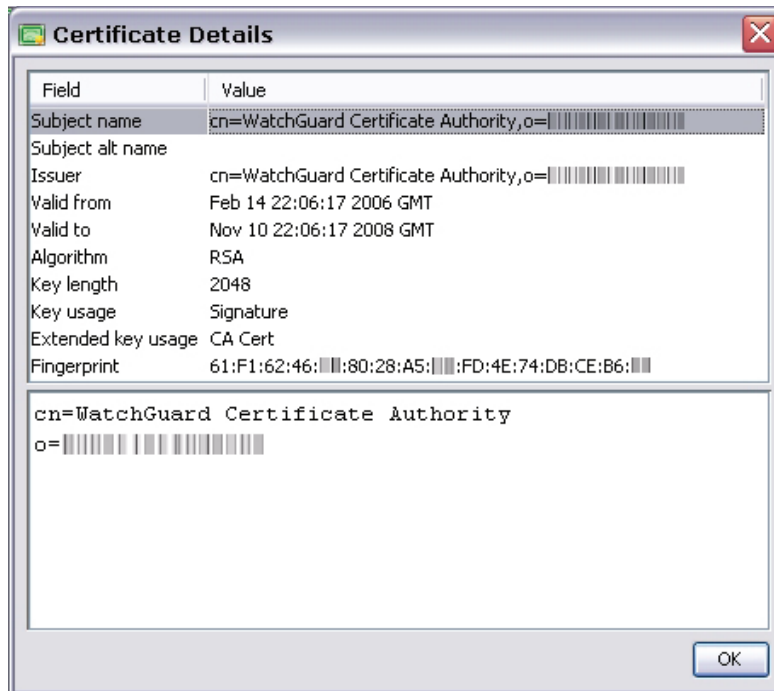 Certificate Details
Field Value
Subject name cn=WatchGuard Certificate Authority,o=
Subject alt name
Issuer cn=WatchGuard Certificate Authority,o=
Valid from Feb 14 22:06:17 2006 GMT
Valid to Nov 10 22:06:17 2008 GMT
Algorithm RSA
Key length 2048
Key usage Signature
Extended key usage CA Cert
Fingerprint 61:F1:62:46: :80:28:A5: :FD:4E:74:DB:CE:B6:
cn=WatchGuard Certificate Authority
o=
OK